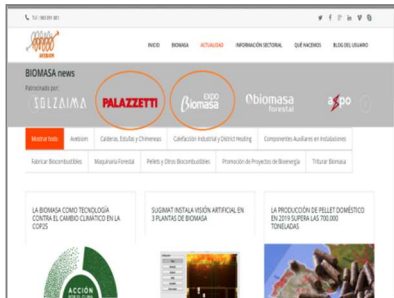 AVEBIOM
INICIO BIOMASA ACTUALIDAD INFORMACIÓN SECTORIAL QUÉ HACEMOS BLOG DEL USUARIO
BIOMASA news
Patrocinado por:
SOLZAIMA PALAZZETTI expo Biomasa biomasa forestal
Mostrar todo Avebiom Calderas, Estufas y Chimeneas Calefacción Industrial y District Heating Componentes Auxiliares en Instalaciones
Fabricar Biocombustibles Maquinaria Forestal Pellets y Otros Biocombustibles Promoción de Proyectos de Bioenergía Triturar Biomasa
LA BIOMASA COMO TECNOLOGÍA
CONTRA EL CAMBIO CLIMÁTICO EN LA
COP25
SUGIMAT INSTALA VISIÓN ARTIFICIAL EN
3 PLANTAS DE BIOMASA
LA PRODUCCIÓN DE PELLET DOMÉSTICO
EN 2019 SUPERA LAS 700.000
TONELADAS
ACCIÓN
POR EL CLIMA